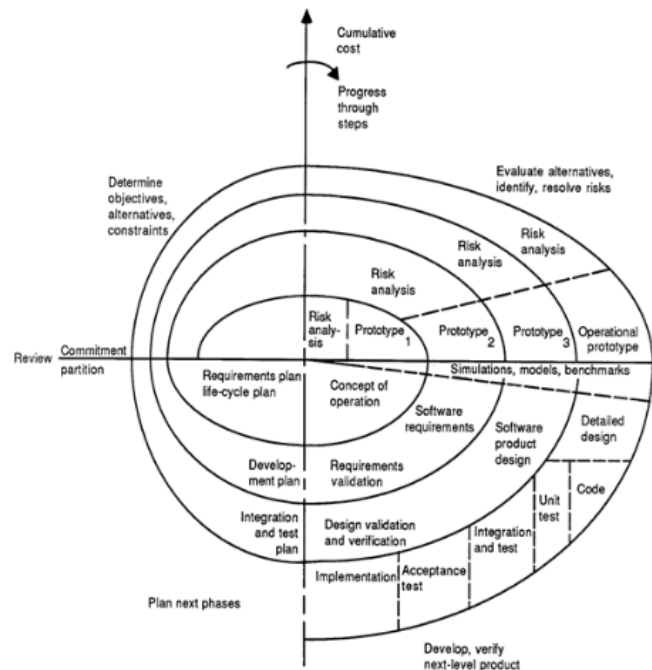 Cumulative
cost
Progress
through
steps
Determine
objectives,
alternatives,
constraints
Evaluate alternatives,
identify, resolve risks
Risk
analysis
Risk
analysis
Risk
analysis
Risk
analy-
sis
Prototype
1
Prototype
2
Prototype
3
Operational
prototype
Review
Commitment
partition
Simulations, models, benchmarks
Requirements plan
life-cycle plan
Concept of
operation
Software
requirements
Software
product
design
Detailed
design
Develop-
ment plan
Requirements
validation
Code
Unit
test
Integration
and test
plan
Design validation
and verification
Integration
and test
Acceptance
test
Implementation
Plan next phases
Develop, verify
next-level product